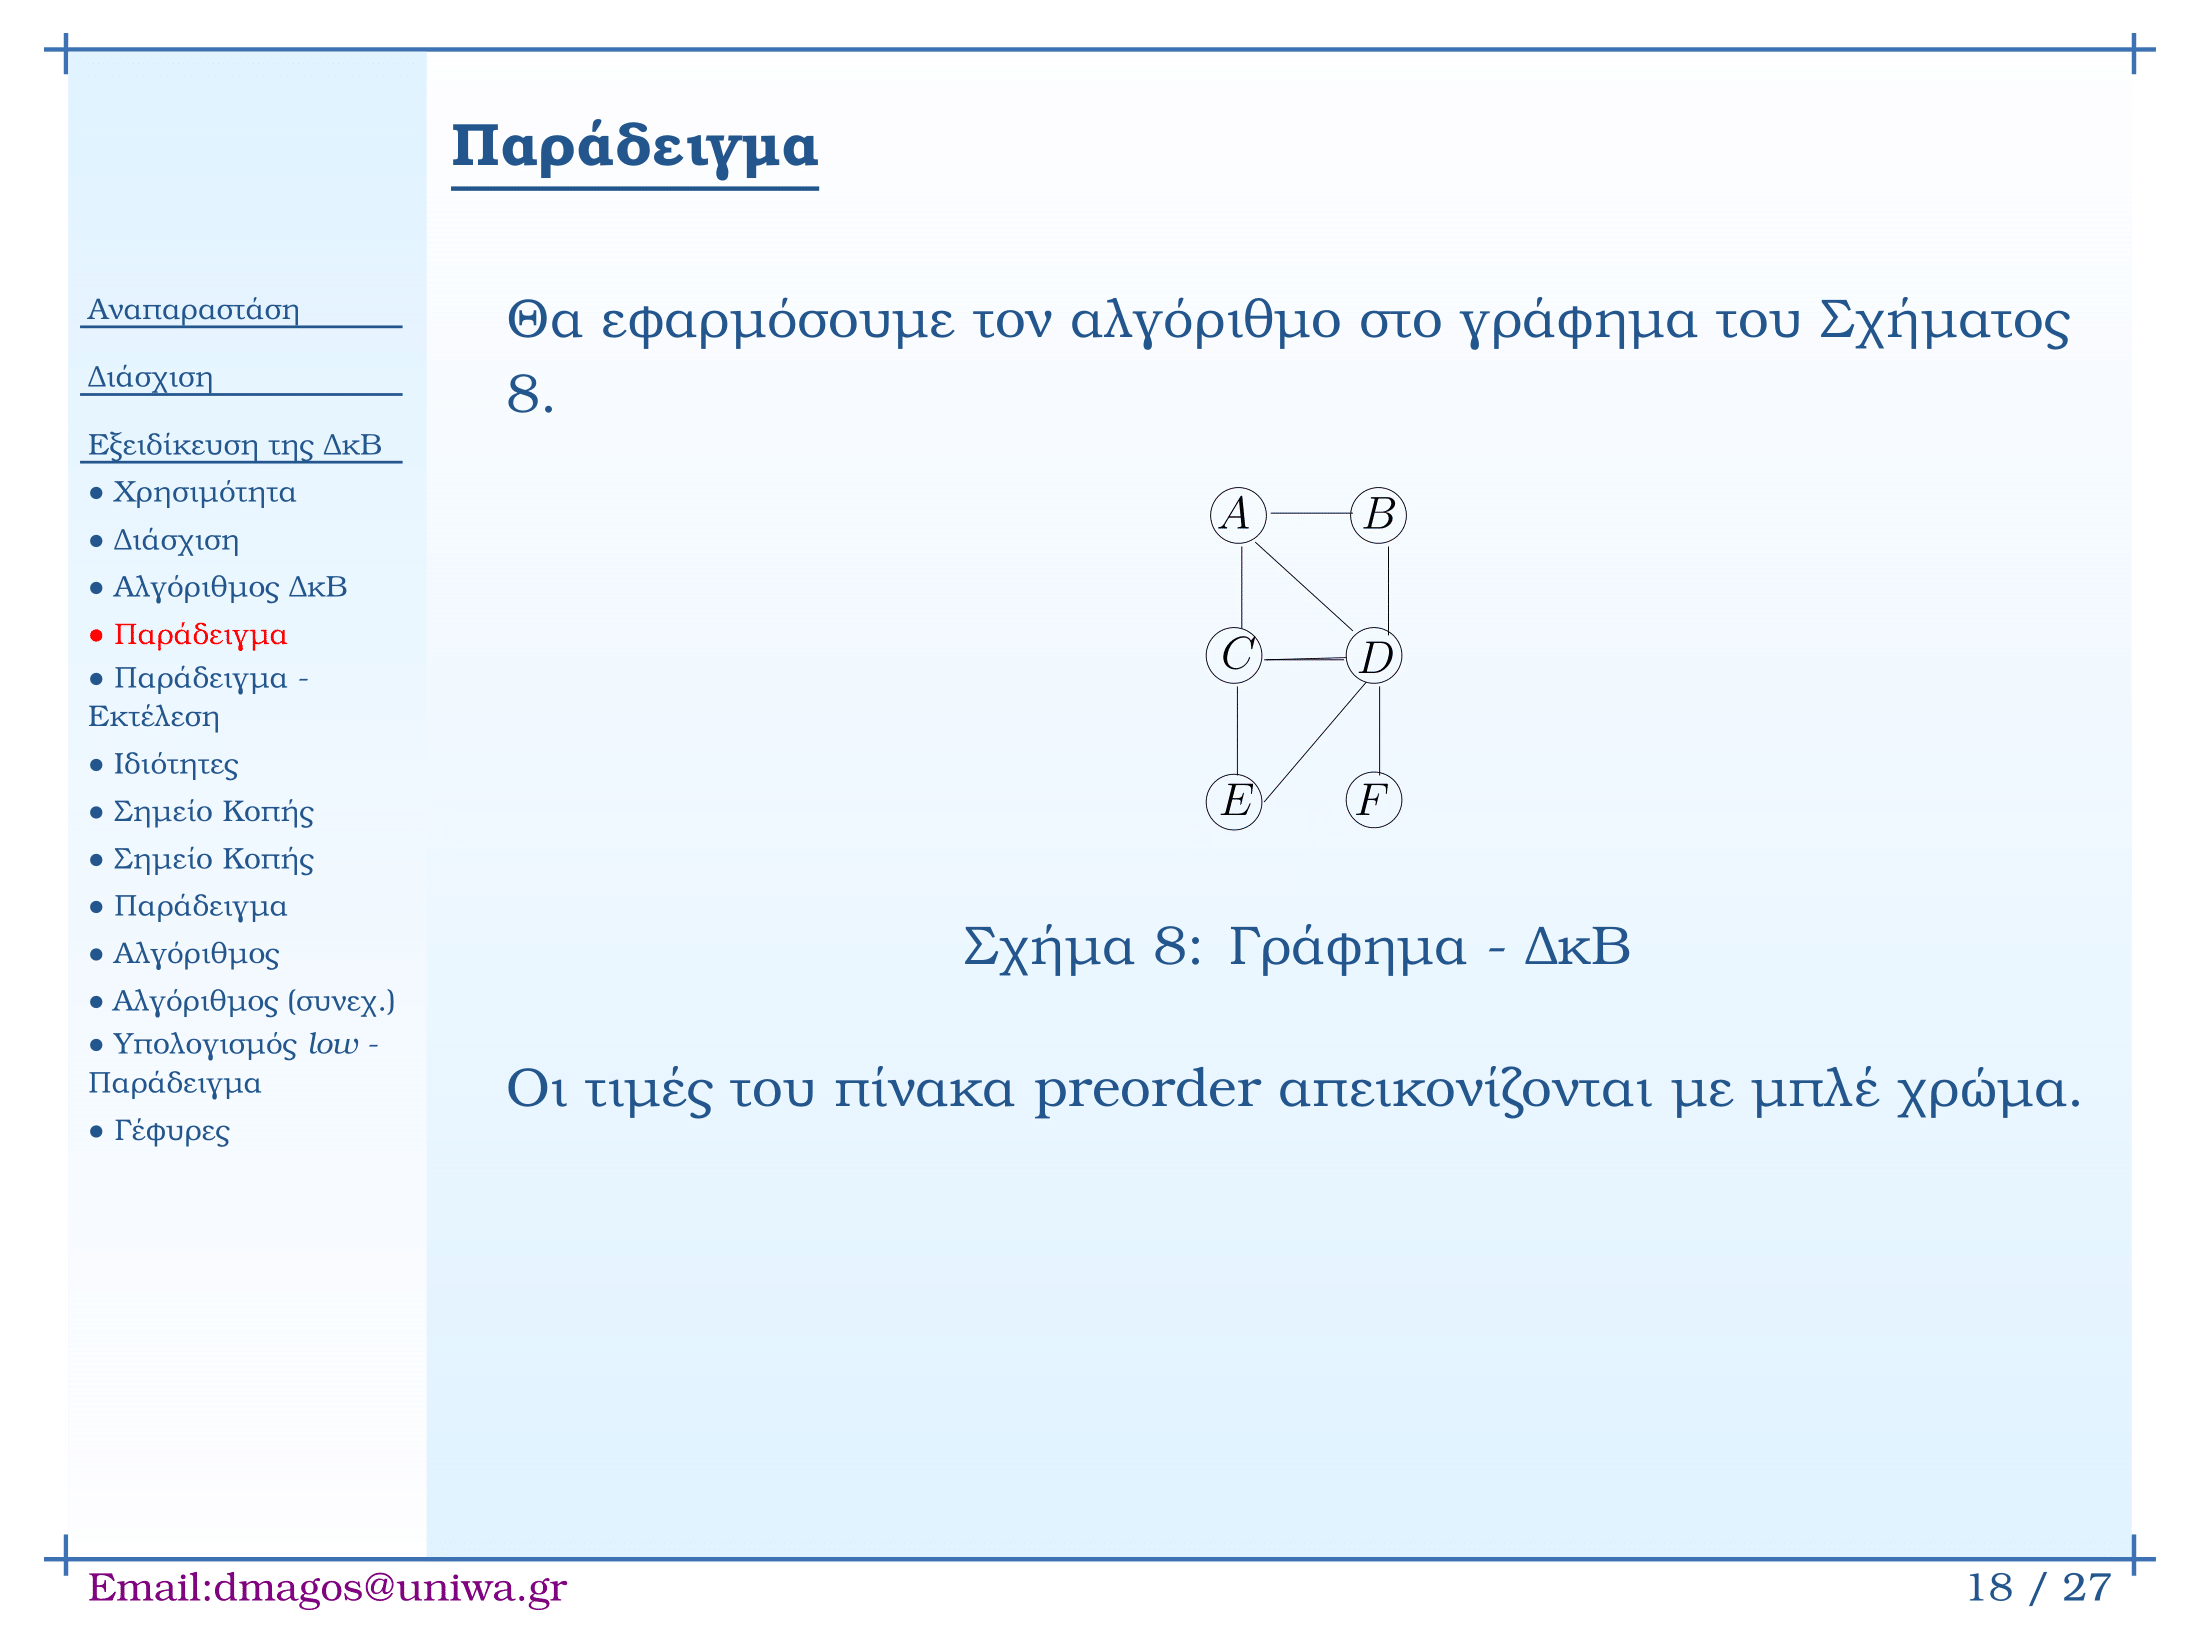 Παράδειγμα
Αναπαραστάση
Διάσχιση
Εξειδίκευση της ΔκΒ
● Χρησιμότητα
● Διάσχιση
● Αλγόριθμος ΔκΒ
● Παράδειγμα
● Παράδειγμα -
Εκτέλεση
● Ιδιότητες
● Σημείο Κοπής
● Σημείο Κοπής
● Παράδειγμα
● Αλγόριθμος
● Αλγόριθμος (συνεχ.)
● Υπολογισμός low -
Παράδειγμα
● Γέφυρες
Θα εφαρμόσουμε τον αλγόριθμο στο γράφημα του Σχήματος
8.
A B
C D
E F
Σχήμα 8: Γράφημα - ΔκΒ
Οι τιμές του πίνακα preorder απεικονίζονται με μπλέ χρώμα.
Email:dmagos@uniwa.gr
18 / 27